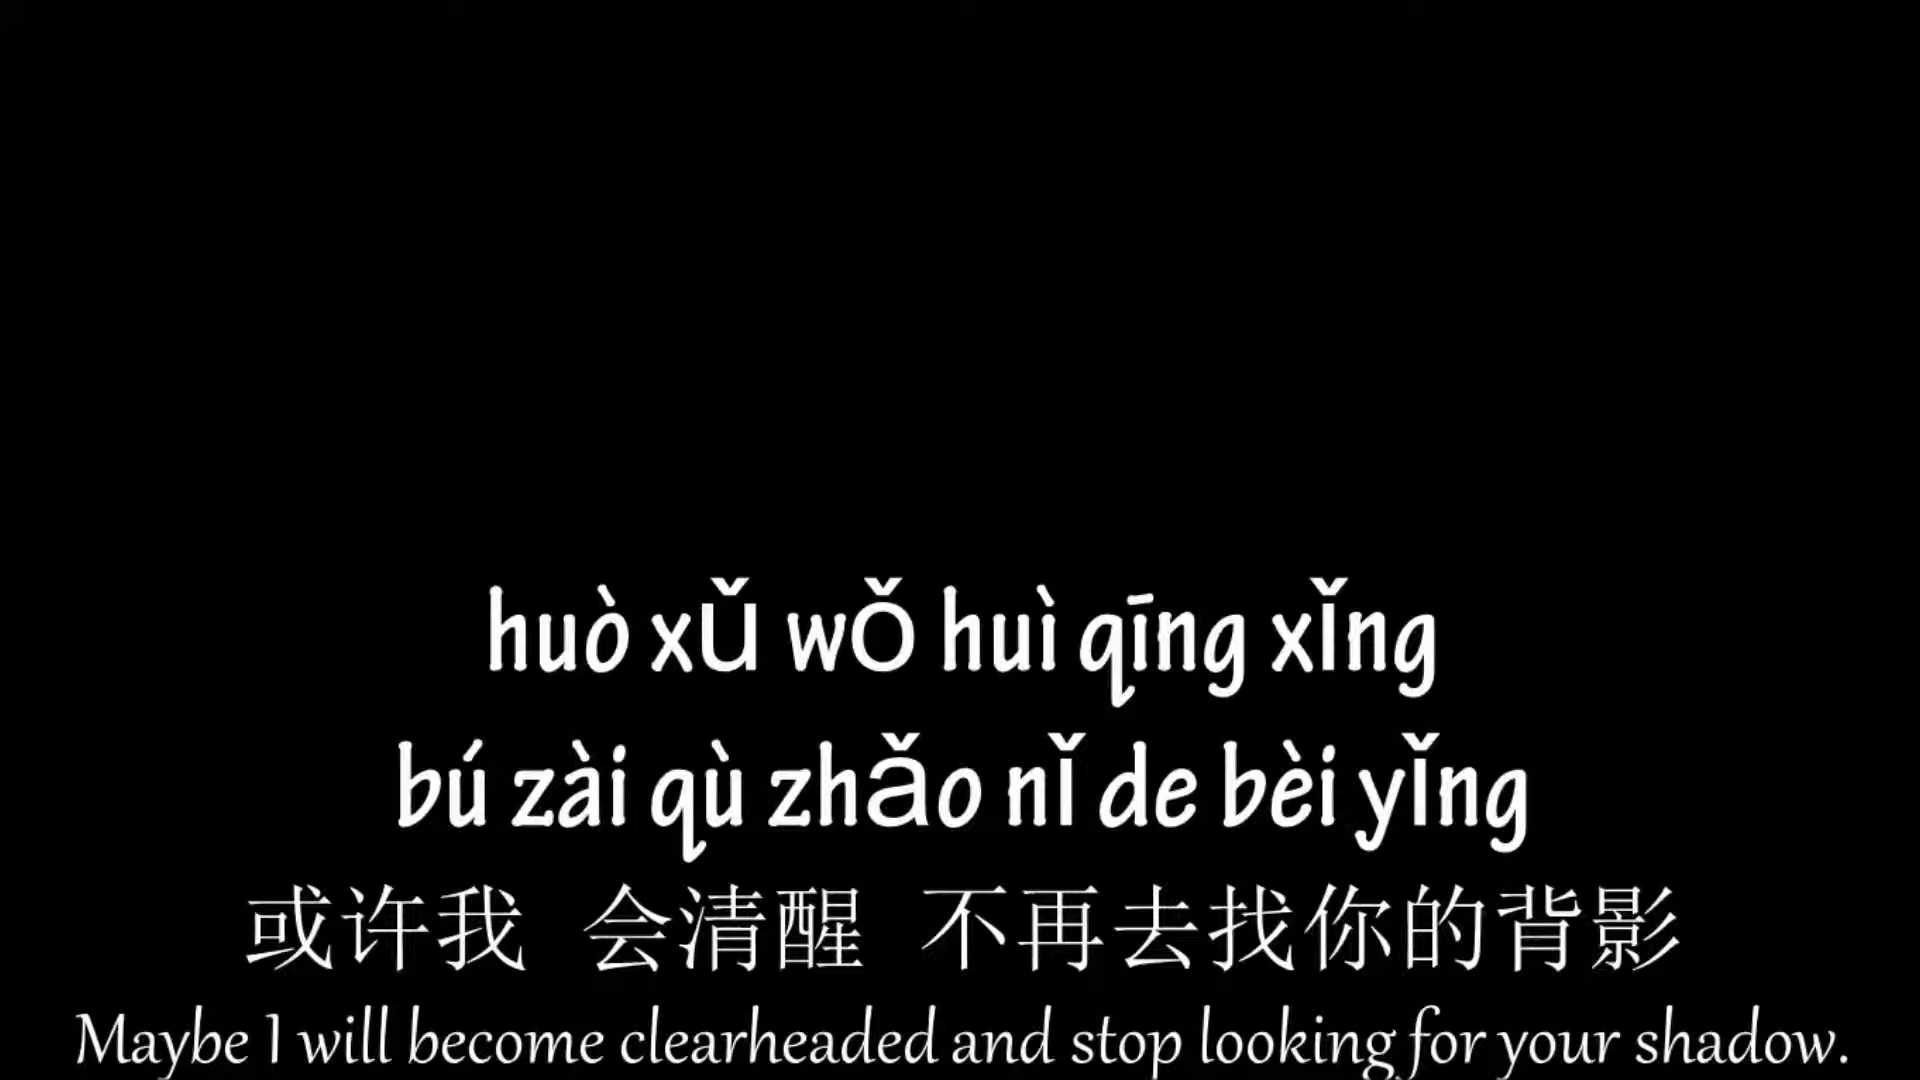 huò xǔ wǒ huì qīng xǐng
bú zài qù zhǎo nǐ de bèi yǐng
或许我 会清醒 不再去找你的背影
Maybe I will become clearheaded and stop looking for your shadow.